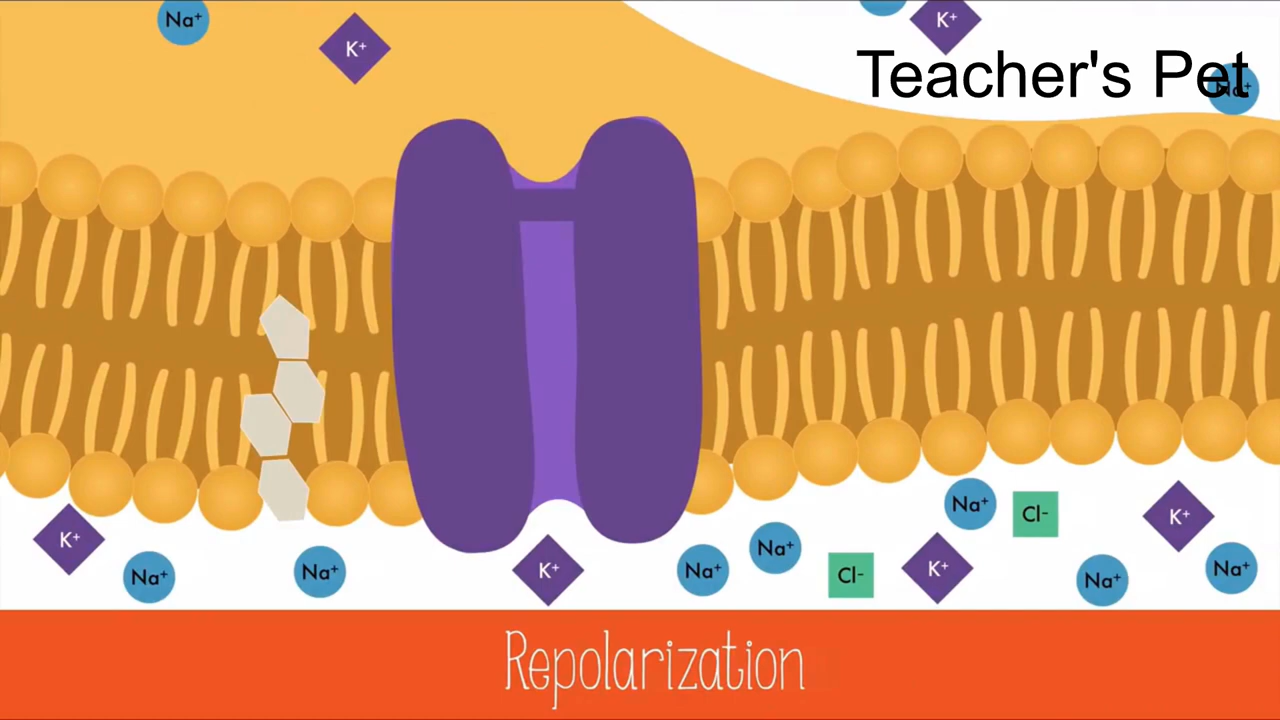 Na⁺
K⁺
K⁺
Teacher's Pet
Na⁺
K⁺
Na⁺
Na⁺
K⁺
Na⁺
Na⁺
Cl-
K⁺
Na⁺
Cl-
Na⁺
K⁺
Na⁺
Repolarization